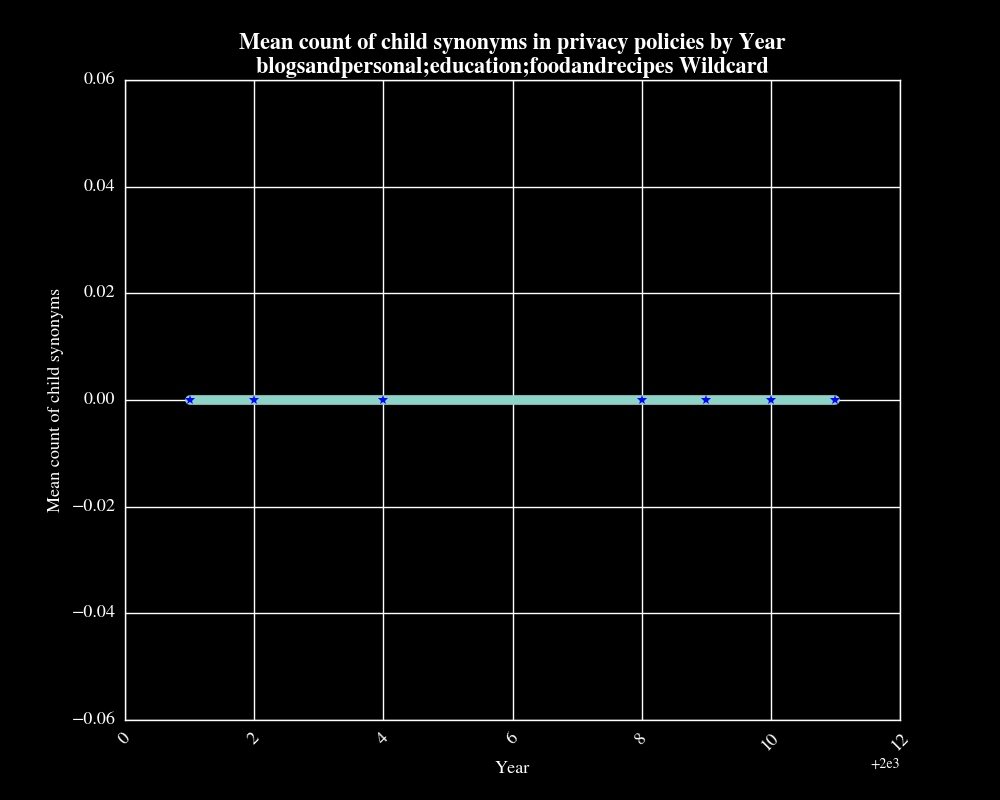 Mean count of child synonyms in privacy policies by Year
blogsandpersonal;education;foodandrecipes Wildcard
0.06
0.04
0.02
0.00
−0.02
−0.04
−0.06
Mean count of child synonyms
0 2 4 6 8 10 12
Year
+2e3